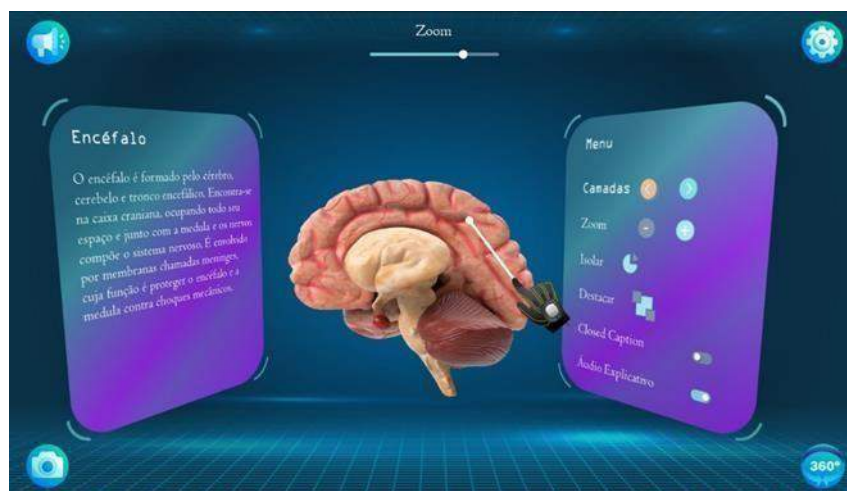 Zoom
Encéfalo
O encéfalo é formado pelo cérebro,
cerebelo e tronco encefálico. Encontra-se
na caixa craniana, ocupando todo seu
espaço e junto com a medula e os nervos
compõe o sistema nervoso. É envolvido
por membranas chamadas meninges,
cuja função é proteger o encéfalo e a
medula contra choques mecânicos.
Menu
Camadas < >
Zoom - +
Isolar
Destacar
Closed Caption
Áudio Explicativo
360°